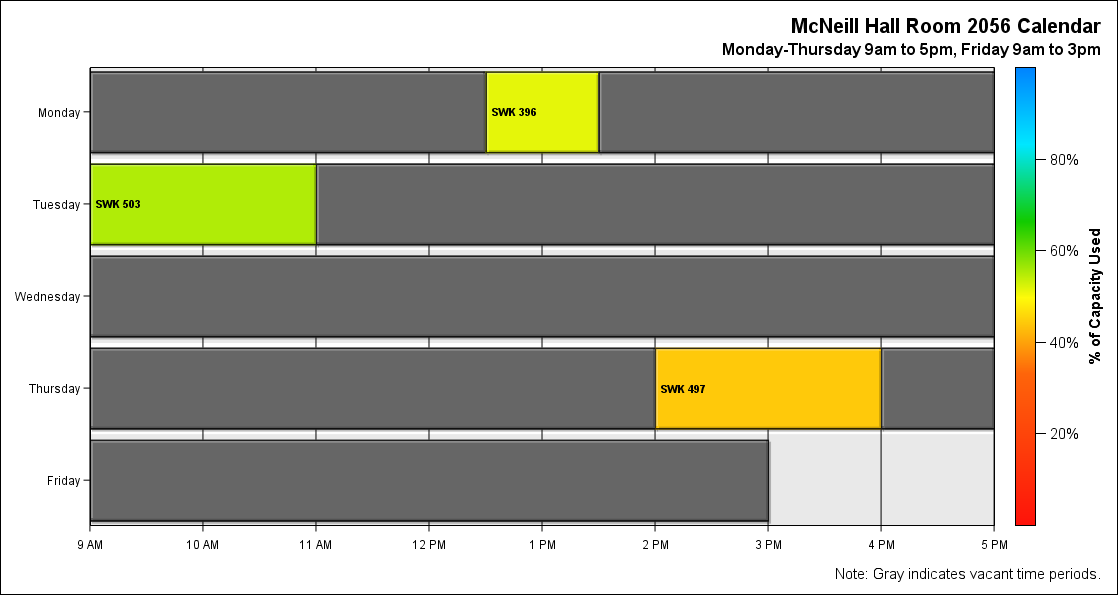 McNeill Hall Room 2056 Calendar
Monday-Thursday 9am to 5pm, Friday 9am to 3pm
Monday
SWK 396
Tuesday
SWK 503
Wednesday
Thursday
SWK 497
Friday
9 AM 10 AM 11 AM 12 PM 1 PM 2 PM 3 PM 4 PM 5 PM
80%
60%
40%
20%
% of Capacity Used
Note: Gray indicates vacant time periods.